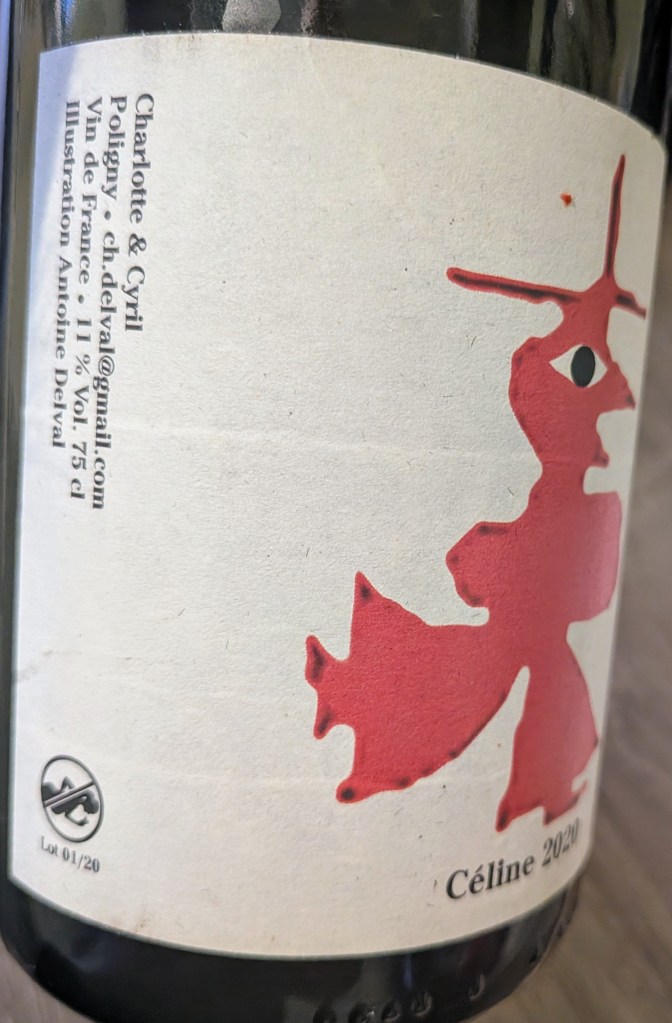 Charlotte & Cyril
Poligny • ch.delval@gmail.com
Vin de France • 11 % Vol. 75 cl
Illustration Antoine Delval
Lot 01/20
Céline 2020